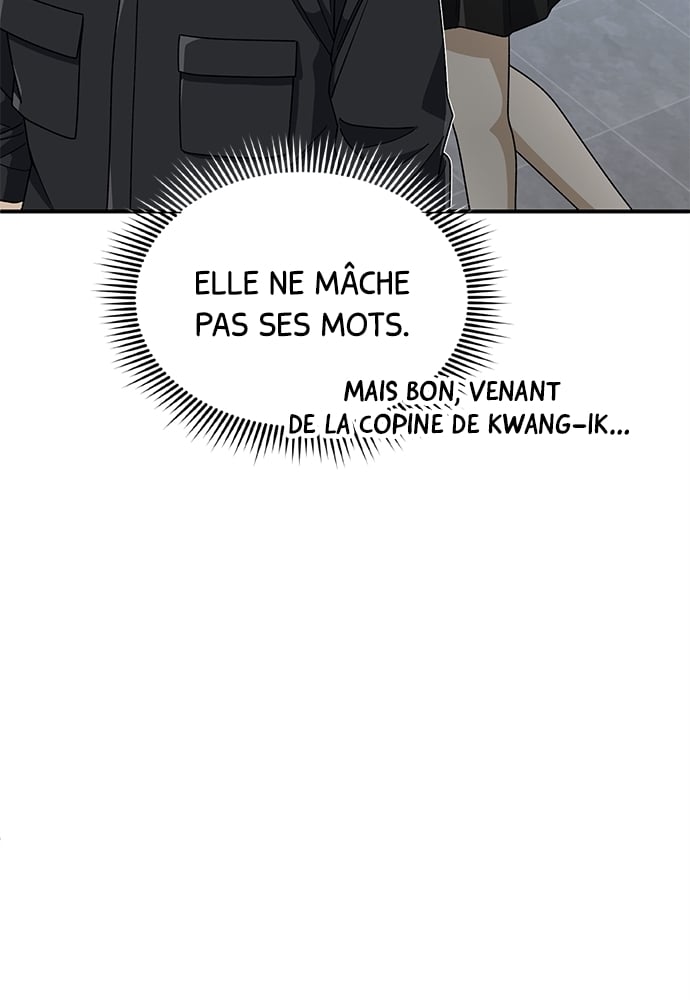 ELLE NE MÂCHE
PAS SES MOTS.
MAIS BON, VENANT
DE LA COPINE DE KWANG-IK...